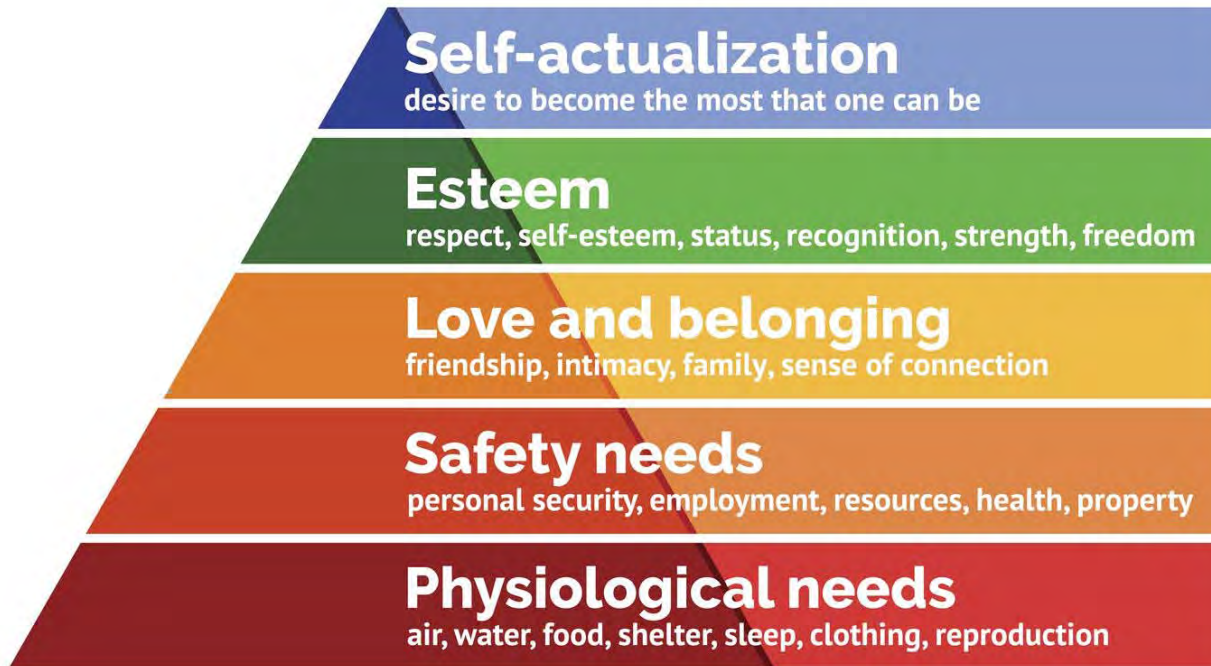 Self-actualization
desire to become the most that one can be
Esteem
respect, self-esteem, status, recognition, strength, freedom
Love and belonging
friendship, intimacy, family, sense of connection
Safety needs
personal security, employment, resources, health, property
Physiological needs
air, water, food, shelter, sleep, clothing, reproduction